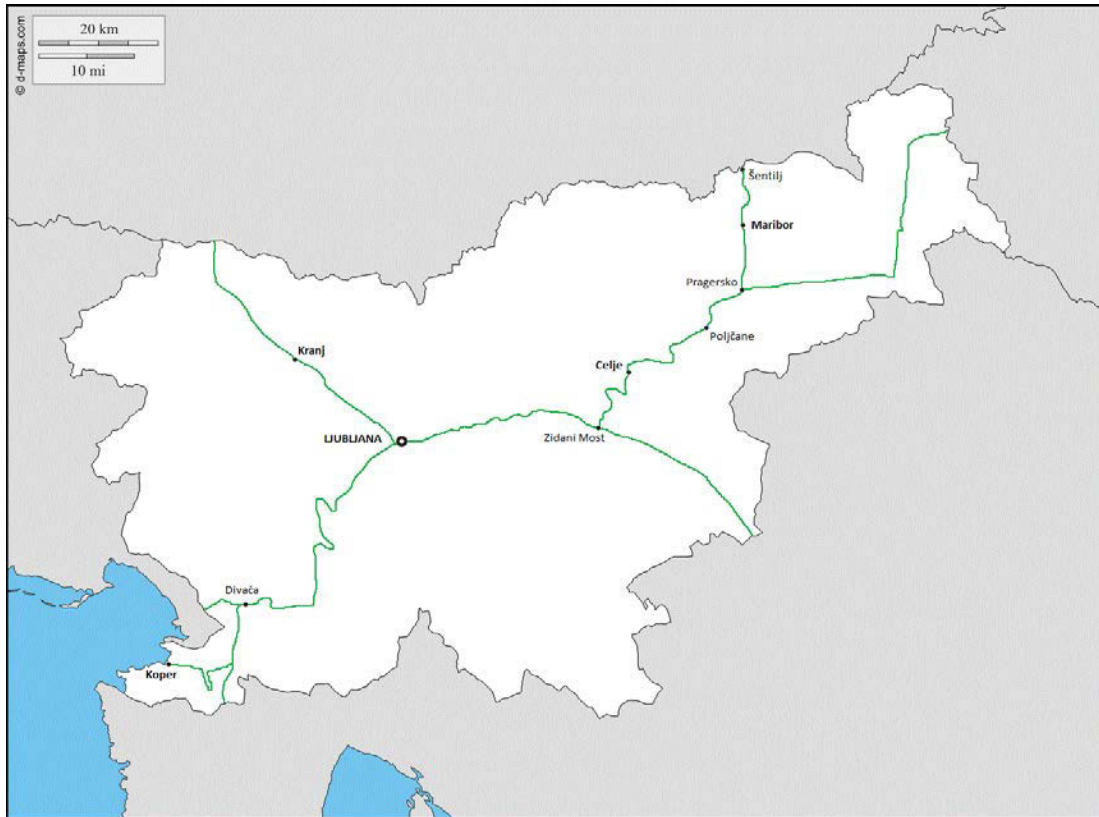 20 km
10 mi
© d-maps.com
Šentilj
Maribor
Pragersko
Poljčane
Kranj
Celje
LJUBLJANA
Zidani Most
Divača
Koper